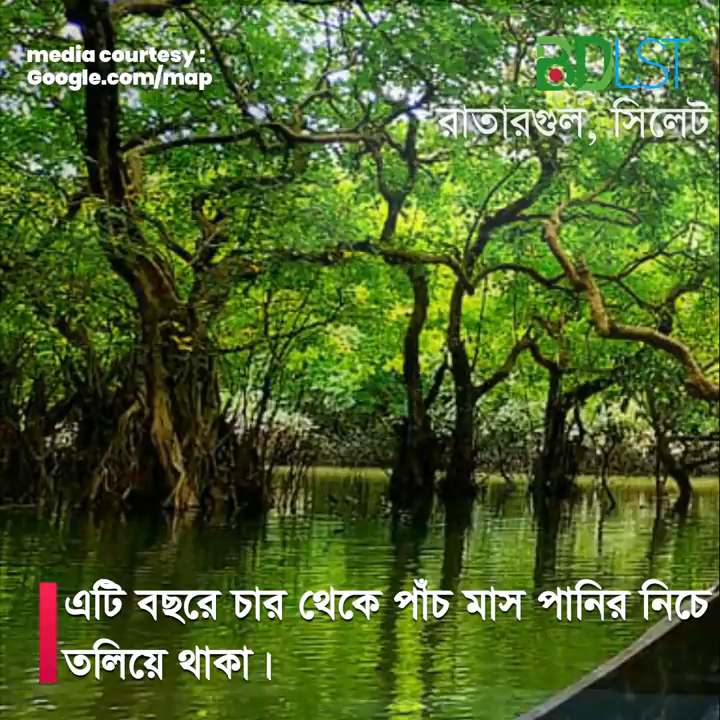 media courtesy :
Google.com/map
BDLST
রাতারগুল, সিলেট
এটি বছরে চার থেকে পাঁচ মাস পানির নিচে
তলিয়ে থাকা।